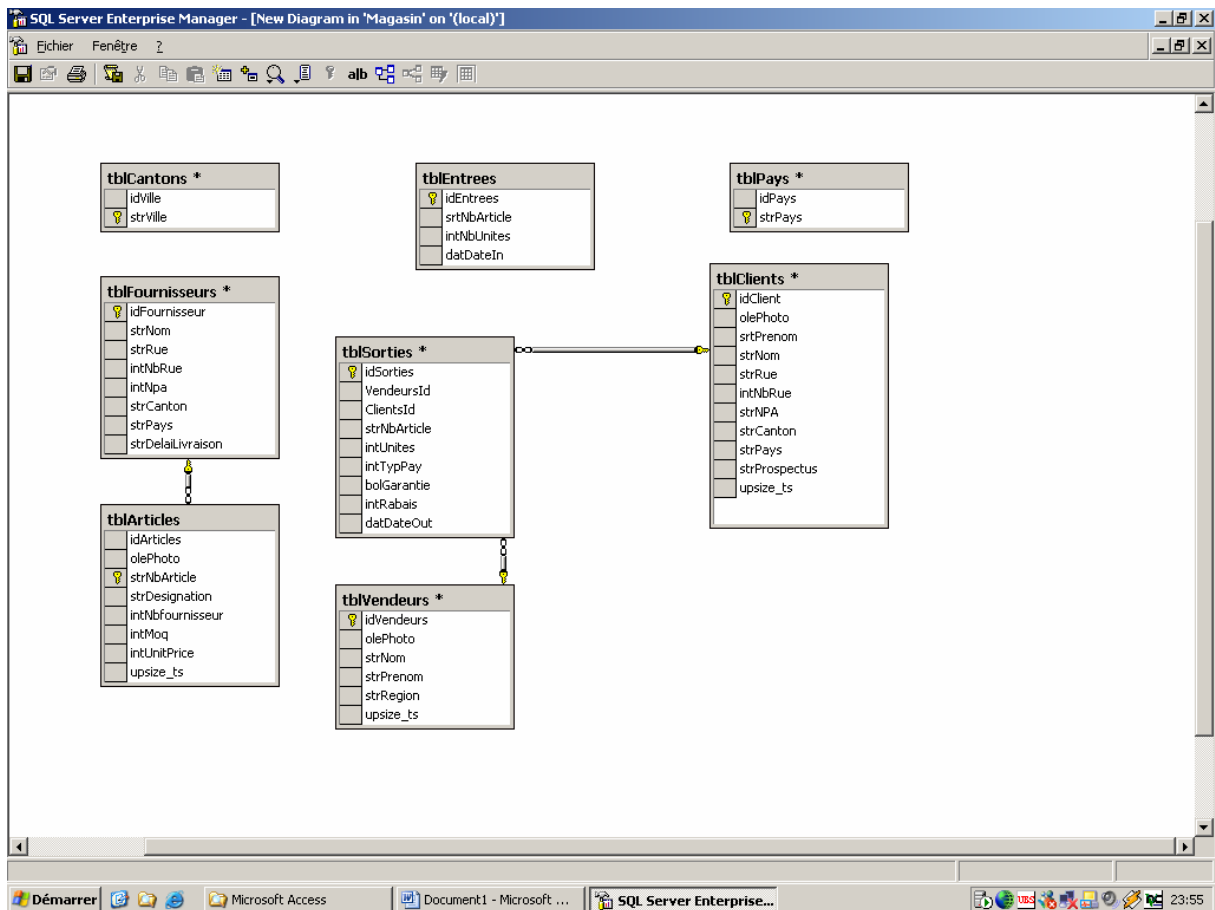 SQL Server Enterprise Manager - [New Diagram in 'Magasin' on '(local)']
Fichier Fenêtre ?
a|b
tblCantons *
idVille
strVille
tblEntrees
idEntrees
srtNbArticle
intNbUnites
datDateIn
tblPays *
idPays
strPays
tblFournisseurs *
idFournisseur
strNom
strRue
intNbRue
intNpa
strCanton
strPays
strDelaiLivraison
tblSorties *
idSorties
VendeursId
ClientsId
strNbArticle
intUnites
intTypPay
bolGarantie
intRabais
datDateOut
tblClients *
idClient
olePhoto
srtPrenom
strNom
strRue
intNbRue
strNPA
strCanton
strPays
strProspectus
upsize_ts
tblArticles
idArticles
olePhoto
strNbArticle
strDesignation
intNbfournisseur
intMoq
intUnitPrice
upsize_ts
tblVendeurs *
idVendeurs
olePhoto
strNom
strPrenom
strRegion
upsize_ts
Démarrer Microsoft Access Document1 - Microsoft ... SQL Server Enterprise... UBS 23:55